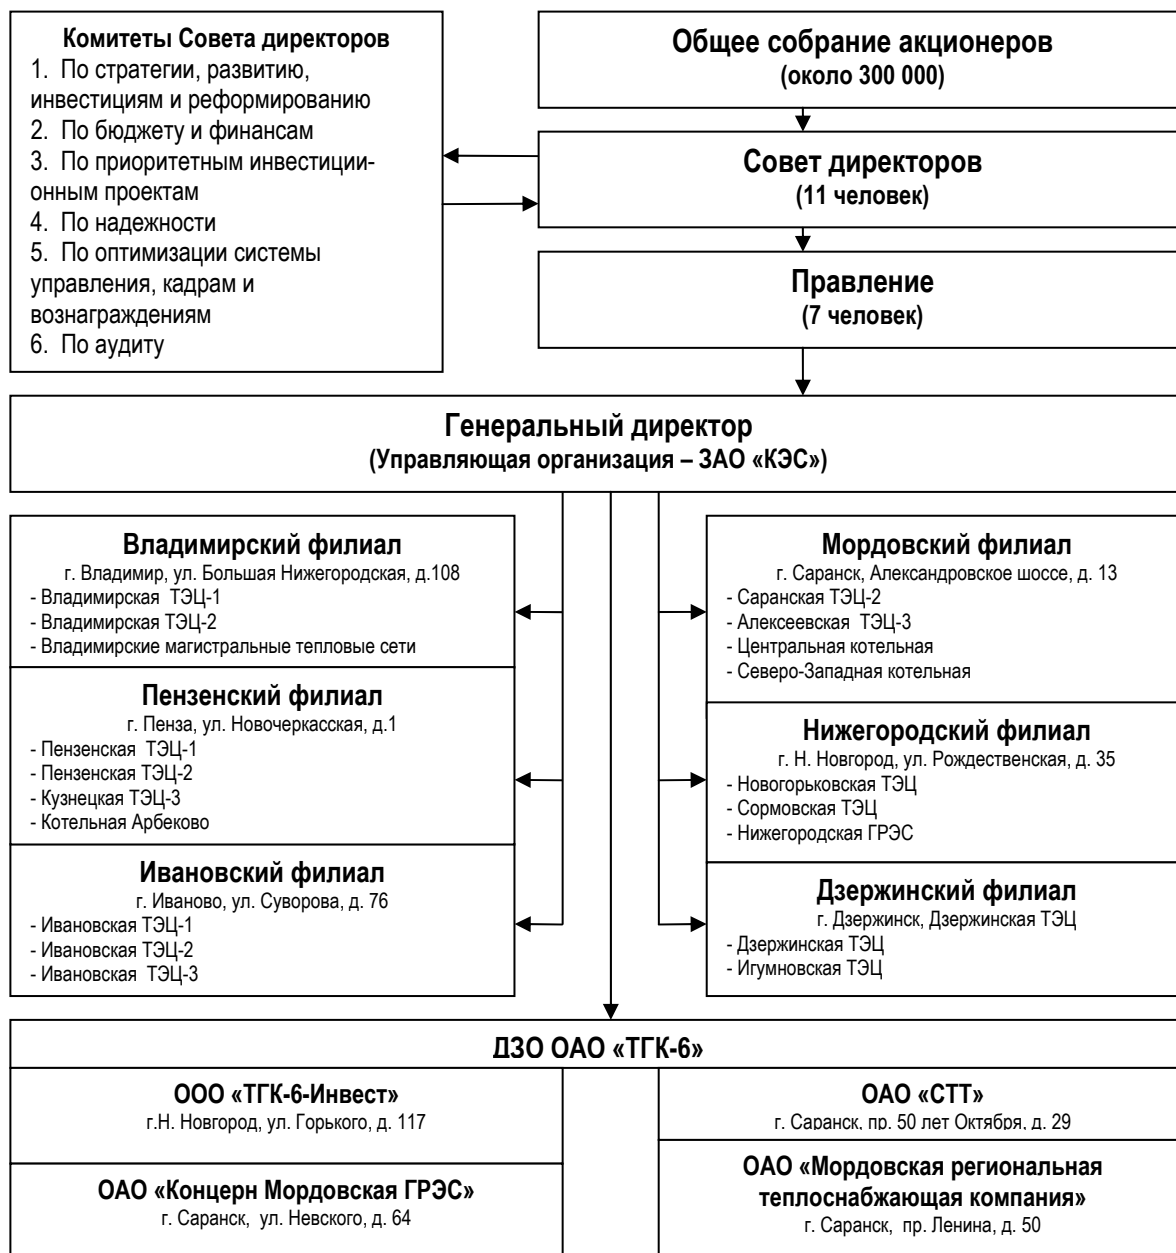 Комитеты Совета директоров
1. По стратегии, развитию,
инвестициям и реформированию
2. По бюджету и финансам
3. По приоритетным инвестици-
онным проектам
4. По надежности
5. По оптимизации системы
управления, кадрам и
вознаграждениям
6. По аудиту
Общее собрание акционеров
(около 300 000)
Совет директоров
(11 человек)
Правление
(7 человек)
Генеральный директор
(Управляющая организация – ЗАО «КЭС»)
Владимирский филиал
г. Владимир, ул. Большая Нижегородская, д.108
- Владимирская ТЭЦ-1
- Владимирская ТЭЦ-2
- Владимирские магистральные тепловые сети
Пензенский филиал
г. Пенза, ул. Новочеркасская, д.1
- Пензенская ТЭЦ-1
- Пензенская ТЭЦ-2
- Кузнецкая ТЭЦ-3
- Котельная Арбеково
Ивановский филиал
г. Иваново, ул. Суворова, д. 76
- Ивановская ТЭЦ-1
- Ивановская ТЭЦ-2
- Ивановская ТЭЦ-3
Мордовский филиал
г. Саранск, Александровское шоссе, д. 13
- Саранская ТЭЦ-2
- Алексеевская ТЭЦ-3
- Центральная котельная
- Северо-Западная котельная
Нижегородский филиал
г. Н. Новгород, ул. Рождественская, д. 35
- Новогорьковская ТЭЦ
- Сормовская ТЭЦ
- Нижегородская ГРЭС
Дзержинский филиал
г. Дзержинск, Дзержинская ТЭЦ
- Дзержинская ТЭЦ
- Игумновская ТЭЦ
ДЗО ОАО «ТГК-6»
ООО «ТГК-6-Инвест»
г.Н. Новгород, ул. Горького, д. 117
ОАО «Концерн Мордовская ГРЭС»
г. Саранск, ул. Невского, д. 64
ОАО «СТТ»
г. Саранск, пр. 50 лет Октября, д. 29
ОАО «Мордовская региональная
теплоснабжающая компания»
г. Саранск, пр. Ленина, д. 50